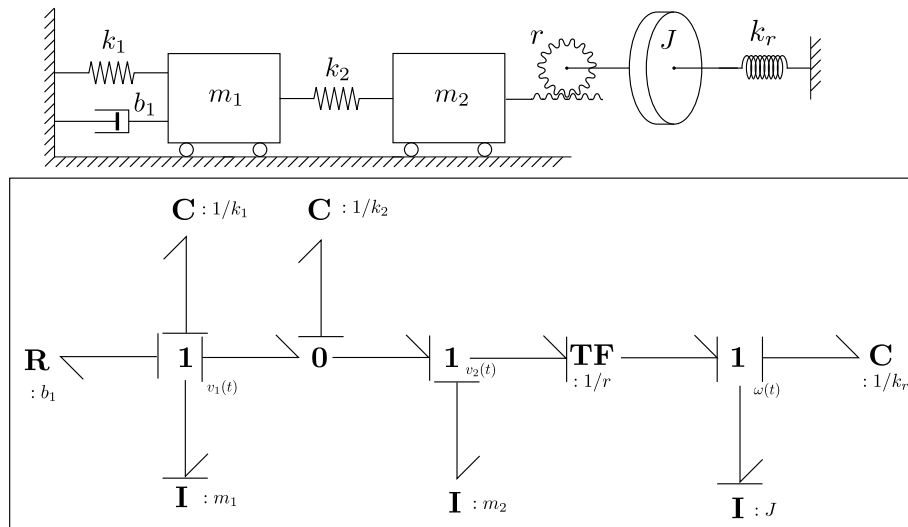 k₁ b₁ m₁ k₂ m₂ r J kᵣ
C : 1/k₁ C : 1/k₂
R : b₁ 1 v₁(t) 0 1 v₂(t) TF : 1/r 1 ω(t) C : 1/kᵣ
I : m₁ I : m₂ I : J